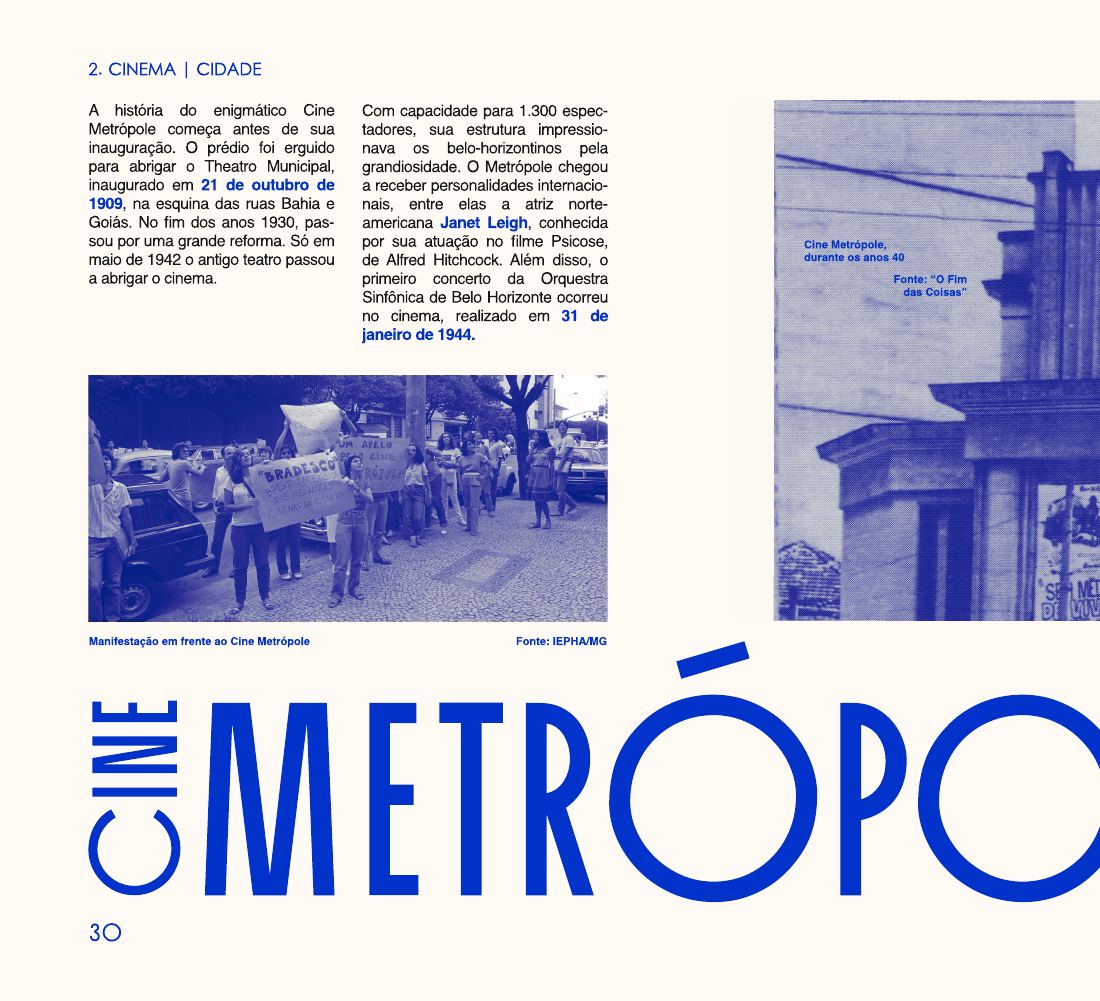 2. CINEMA | CIDADE
A história do enigmático Cine
Metrópole começa antes de sua
inauguração. O prédio foi erguido
para abrigar o Theatro Municipal,
inaugurado em 21 de outubro de
1909, na esquina das ruas Bahia e
Goiás. No fim dos anos 1930, pas-
sou por uma grande reforma. Só em
maio de 1942 o antigo teatro passou
a abrigar o cinema.
Com capacidade para 1.300 espec-
tadores, sua estrutura impressio-
nava os belo-horizontinos pela
grandiosidade. O Metrópole chegou
a receber personalidades internacio-
nais, entre elas a atriz norte-
americana Janet Leigh, conhecida
por sua atuação no filme Psicose,
de Alfred Hitchcock. Além disso, o
primeiro concerto da Orquestra
Sinfônica de Belo Horizonte ocorreu
no cinema, realizado em 31 de
janeiro de 1944.
Cine Metrópole,
durante os anos 40
Fonte: “O Fim
das Coisas”
UM APELO
CINE
"BRADESCO"
Manifestação em frente ao Cine Metrópole
Fonte: IEPHA/MG
CINE
METRÓPO
30